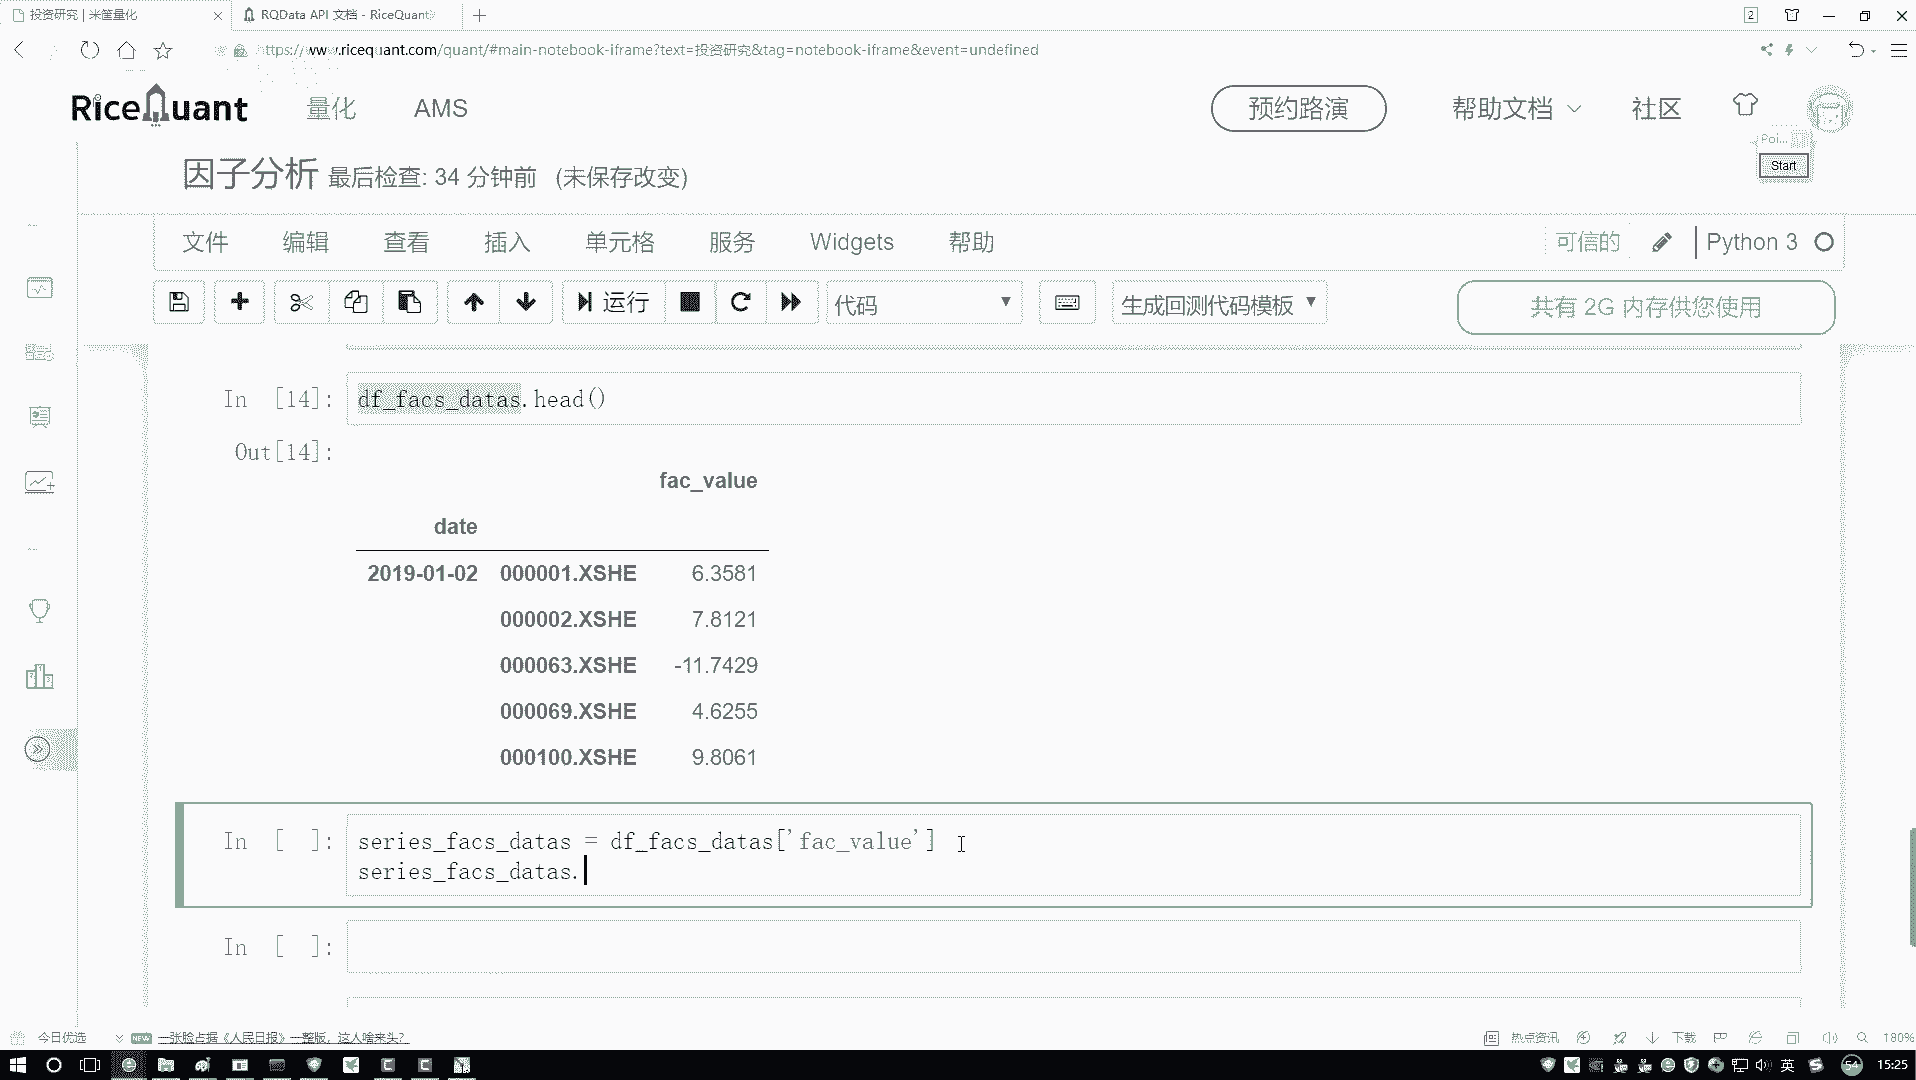 投资研究 | 米筐量化
RQData API 文档 - RiceQuant
2
https://www.ricequant.com/quant/#main-notebook-iframe?text=投资研究&tag=notebook-iframe&event=undefined
RiceQuant 量化 AMS 预约路演 帮助文档 社区
Poi...
Start
因子分析 最后检查: 34 分钟前 (未保存改变)
文件 编辑 查看 插入 单元格 服务 Widgets 帮助 可信的 Python 3
运行 代码 生成回测代码模板 共有 2G 内存供您使用
In [14]: df_facs_datas.head()
Out[14]:
fac_value
date
2019-01-02 000001.XSHE 6.3581
000002.XSHE 7.8121
000063.XSHE -11.7429
000069.XSHE 4.6255
000100.XSHE 9.8061
In [ ]: series_facs_datas = df_facs_datas['fac_value']
series_facs_datas.
In [ ]:
今日优选 NEW 一张脸占据《人民日报》一整版，这人啥来头? 热点资讯 下载 180%
英 54 15:25